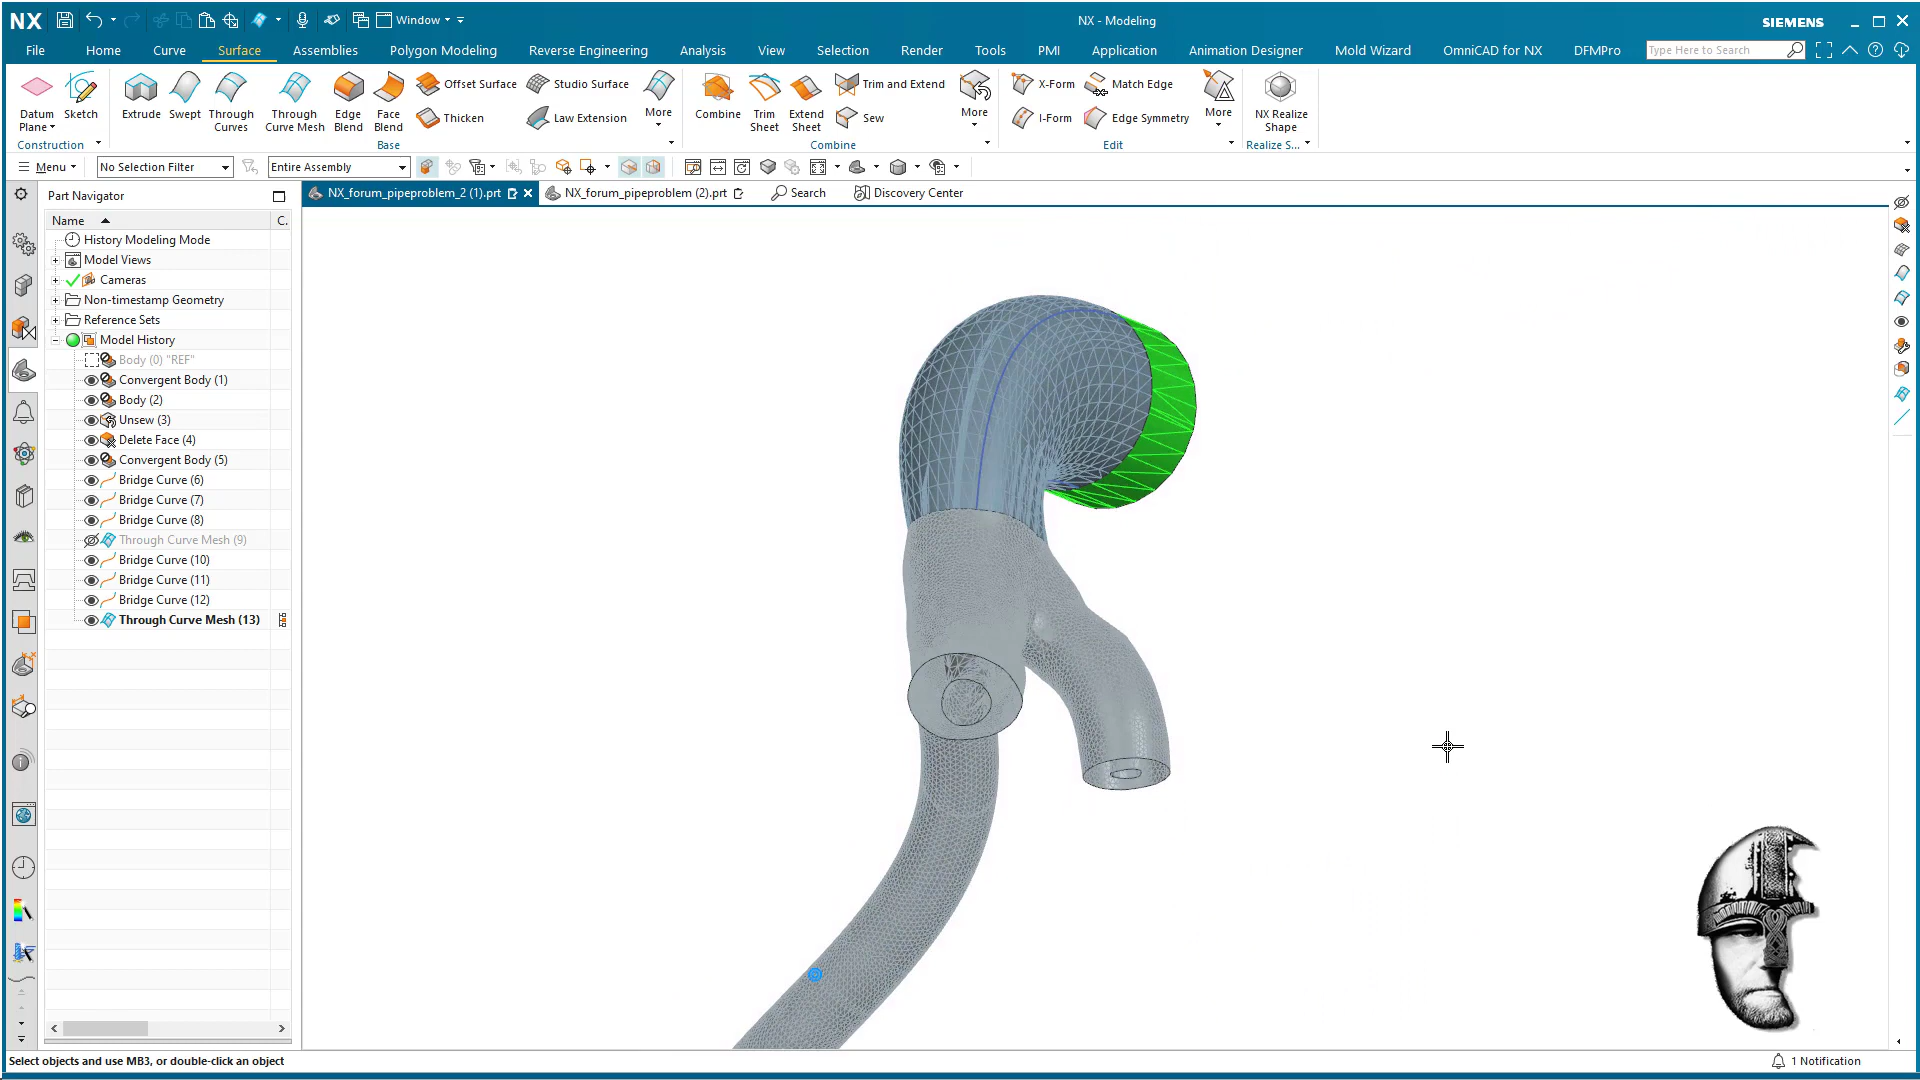 NX
Window
NX - Modeling
SIEMENS
File
Home
Curve
Surface
Assemblies
Polygon Modeling
Reverse Engineering
Analysis
View
Selection
Render
Tools
PMI
Application
Animation Designer
Mold Wizard
OmniCAD for NX
DFMPro
Type Here to Search
Datum
Plane
Sketch
Construction
Extrude
Swept
Through
Curves
Through
Curve Mesh
Edge
Blend
Face
Blend
Offset Surface
Thicken
Studio Surface
Law Extension
More
Base
Combine
Trim
Sheet
Extend
Sheet
Trim and Extend
Sew
More
Combine
X-Form
I-Form
Match Edge
Edge Symmetry
More
Edit
NX Realize
Shape
Realize S...
Menu
No Selection Filter
Entire Assembly
Part Navigator
NX_forum_pipeproblem_2 (1).prt
NX_forum_pipeproblem (2).prt
Search
Discovery Center
Name
C.
History Modeling Mode
Model Views
Cameras
Non-timestamp Geometry
Reference Sets
Model History
Body (0) "REF"
Convergent Body (1)
Body (2)
Unsew (3)
Delete Face (4)
Convergent Body (5)
Bridge Curve (6)
Bridge Curve (7)
Bridge Curve (8)
Through Curve Mesh (9)
Bridge Curve (10)
Bridge Curve (11)
Bridge Curve (12)
Through Curve Mesh (13)
Select objects and use MB3, or double-click an object
1 Notification